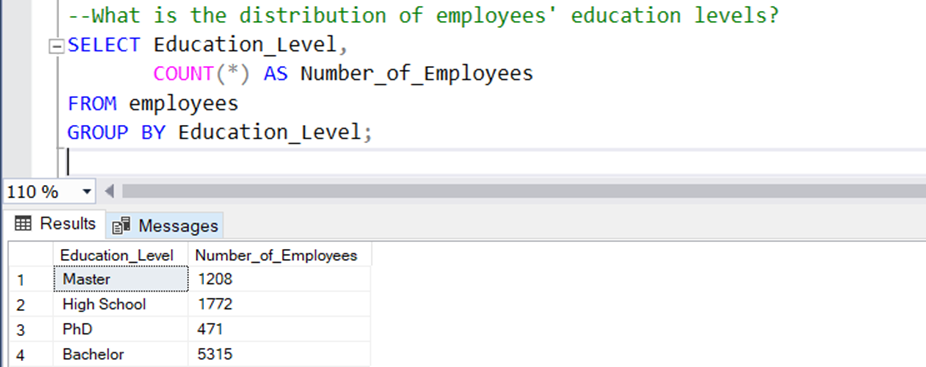 --What is the distribution of employees' education levels?
SELECT Education_Level,
COUNT(*) AS Number_of_Employees
FROM employees
GROUP BY Education_Level;
110 %
Results Messages
Education_Level Number_of_Employees
1 Master 1208
2 High School 1772
3 PhD 471
4 Bachelor 5315